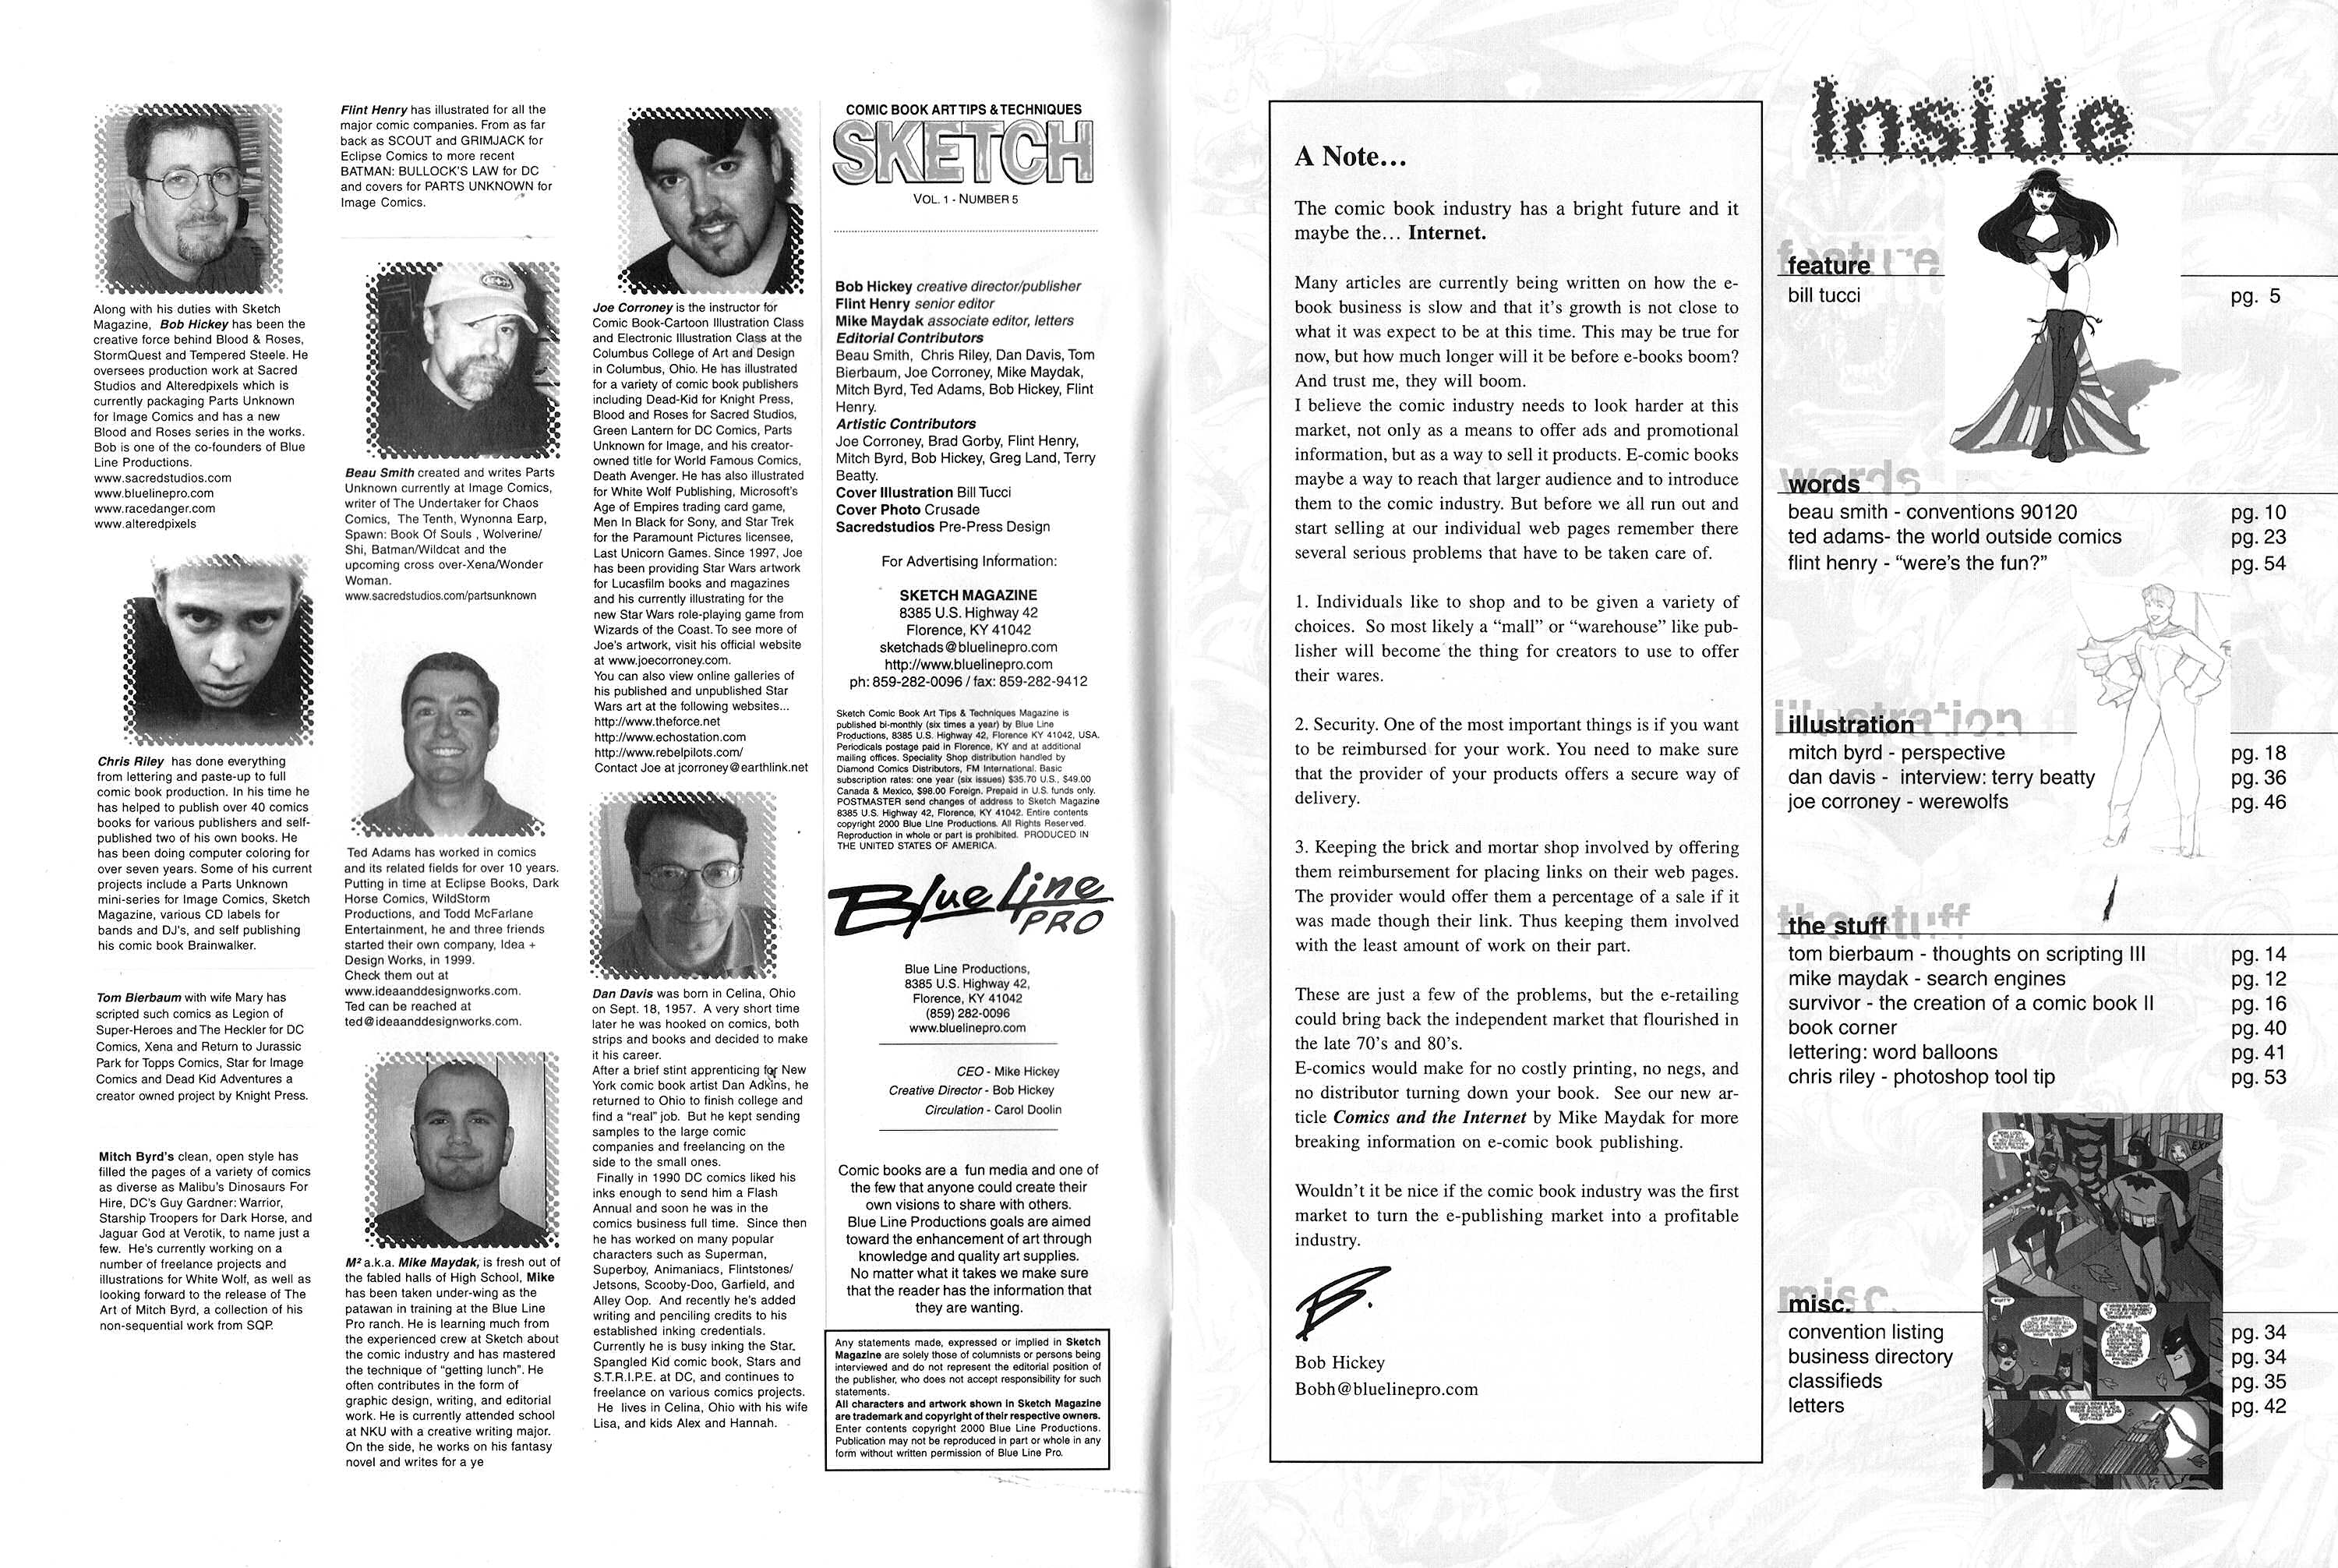 Along with his duties with Sketch
Magazine, Bob Hickey has been the
creative force behind Blood & Roses,
StormQuest and Tempered Steele. He
oversees production work at Sacred
Studios and Alteredpixels which is
currently packaging Parts Unknown
for Image Comics and has a new
Blood and Roses series in the works.
Bob is one of the co-founders of Blue
Line Productions.
www.sacredstudios.com
www.bluelinepro.com
www.racedanger.com
www.alteredpixels
Chris Riley has done everything
from lettering and paste-up to full
comic book production. In his time he
has helped to publish over 40 comics
books for various publishers and self-
published two of his own books. He
has been doing computer coloring for
over seven years. Some of his current
projects include a Parts Unknown
mini-series for Image Comics, Sketch
Magazine, various CD labels for
bands and DJ's, and self publishing
his comic book Brainwalker.
Tom Bierbaum with wife Mary has
scripted such comics as Legion of
Super-Heroes and The Heckler for DC
Comics, Xena and Return to Jurassic
Park for Topps Comics, Star for Image
Comics and Dead Kid Adventures a
creator owned project by Knight Press.
Mitch Byrd's clean, open style has
filled the pages of a variety of comics
as diverse as Malibu's Dinosaurs For
Hire, DC's Guy Gardner: Warrior,
Starship Troopers for Dark Horse, and
Jaguar God at Verotik, to name just a
few. He's currently working on a
number of freelance projects and
illustrations for White Wolf, as well as
looking forward to the release of The
Art of Mitch Byrd, a collection of his
non-sequential work from SQP.
Flint Henry has illustrated for all the
major comic companies. From as far
back as SCOUT and GRIMJACK for
Eclipse Comics to more recent
BATMAN: BULLOCK'S LAW for DC
and covers for PARTS UNKNOWN for
Image Comics.
Beau Smith created and writes Parts
Unknown currently at Image Comics,
writer of The Undertaker for Chaos
Comics, The Tenth, Wynonna Earp,
Spawn: Book Of Souls , Wolverine/
Shi, Batman/Wildcat and the
upcoming cross over-Xena/Wonder
Woman.
www.sacredstudios.com/partsunknown
Ted Adams has worked in comics
and its related fields for over 10 years.
Putting in time at Eclipse Books, Dark
Horse Comics, WildStorm
Productions, and Todd McFarlane
Entertainment, he and three friends
started their own company, Idea +
Design Works, in 1999.
Check them out at
www.ideaanddesignworks.com.
Ted can be reached at
ted@ideaanddesignworks.com.
M² a.k.a. Mike Maydak, is fresh out of
the fabled halls of High School, Mike
has been taken under-wing as the
patawan in training at the Blue Line
Pro ranch. He is learning much from
the experienced crew at Sketch about
the comic industry and has mastered
the technique of "getting lunch". He
often contributes in the form of
graphic design, writing, and editorial
work. He is currently attended school
at NKU with a creative writing major.
On the side, he works on his fantasy
novel and writes for a ye
Joe Corroney is the instructor for
Comic Book-Cartoon Illustration Class
and Electronic Illustration Class at the
Columbus College of Art and Design
in Columbus, Ohio. He has illustrated
for a variety of comic book publishers
including Dead-Kid for Knight Press,
Blood and Roses for Sacred Studios,
Green Lantern for DC Comics, Parts
Unknown for Image, and his creator-
owned title for World Famous Comics,
Death Avenger. He has also illustrated
for White Wolf Publishing, Microsoft's
Age of Empires trading card game,
Men In Black for Sony, and Star Trek
for the Paramount Pictures licensee,
Last Unicorn Games. Since 1997, Joe
has been providing Star Wars artwork
for Lucasfilm books and magazines
and his currently illustrating for the
new Star Wars role-playing game from
Wizards of the Coast. To see more of
Joe's artwork, visit his official website
at www.joecorroney.com.
You can also view online galleries of
his published and unpublished Star
Wars art at the following websites...
http://www.theforce.net
http://www.echostation.com
http://www.rebelpilots.com/
Contact Joe at jcorroney@earthlink.net
Dan Davis was born in Celina, Ohio
on Sept. 18, 1957. A very short time
later he was hooked on comics, both
strips and books and decided to make
it his career.
After a brief stint apprenticing for New
York comic book artist Dan Adkins, he
returned to Ohio to finish college and
find a "real" job. But he kept sending
samples to the large comic
companies and freelancing on the
side to the small ones.
Finally in 1990 DC comics liked his
inks enough to send him a Flash
Annual and soon he was in the
comics business full time. Since then
he has worked on many popular
characters such as Superman,
Superboy, Animaniacs, Flintstones/
Jetsons, Scooby-Doo, Garfield, and
Alley Oop. And recently he's added
writing and penciling credits to his
established inking credentials.
Currently he is busy inking the Star.
Spangled Kid comic book, Stars and
S.T.R.I.P.E. at DC, and continues to
freelance on various comics projects.
He lives in Celina, Ohio with his wife
Lisa, and kids Alex and Hannah.
COMIC BOOK ART TIPS & TECHNIQUES
SKETCH
VOL. 1 - NUMBER 5
Bob Hickey creative director/publisher
Flint Henry senior editor
Mike Maydak associate editor, letters
Editorial Contributors
Beau Smith, Chris Riley, Dan Davis, Tom
Bierbaum, Joe Corroney, Mike Maydak,
Mitch Byrd, Ted Adams, Bob Hickey, Flint
Henry.
Artistic Contributors
Joe Corroney, Brad Gorby, Flint Henry,
Mitch Byrd, Bob Hickey, Greg Land, Terry
Beatty.
Cover Illustration Bill Tucci
Cover Photo Crusade
Sacredstudios Pre-Press Design
For Advertising Information:
SKETCH MAGAZINE
8385 U.S. Highway 42
Florence, KY 41042
sketchads@bluelinepro.com
http://www.bluelinepro.com
ph: 859-282-0096 / fax: 859-282-9412
Sketch Comic Book Art Tips & Techniques Magazine is
published bi-monthly (six times a year) by Blue Line
Productions, 8385 U.S. Highway 42, Florence KY 41042, USA.
Periodicals postage paid in Florence, KY and at additional
mailing offices. Speciality Shop distribution handled by
Diamond Comics Distributors, FM International. Basic
subscription rates: one year (six issues) $35.70 U.S., $49.00
Canada & Mexico, $98.00 Foreign. Prepaid in U.S. funds only.
POSTMASTER send changes of address to Sketch Magazine
8385 U.S. Highway 42, Florence, KY 41042. Entire contents
copyright 2000 Blue Line Productions. All Rights Reserved.
Reproduction in whole or part is prohibited. PRODUCED IN
THE UNITED STATES OF AMERICA.
Blue Line
PRO
Blue Line Productions,
8385 U.S. Highway 42,
Florence, KY 41042
(859) 282-0096
www.bluelinepro.com
CEO - Mike Hickey
Creative Director - Bob Hickey
Circulation - Carol Doolin
Comic books are a fun media and one of
the few that anyone could create their
own visions to share with others.
Blue Line Productions goals are aimed
toward the enhancement of art through
knowledge and quality art supplies.
No matter what it takes we make sure
that the reader has the information that
they are wanting.
Any statements made, expressed or implied in Sketch
Magazine are solely those of columnists or persons being
interviewed and do not represent the editorial position of
the publisher, who does not accept responsibility for such
statements.
All characters and artwork shown in Sketch Magazine
are trademark and copyright of their respective owners.
Enter contents copyright 2000 Blue Line Productions.
Publication may not be reproduced in part or whole in any
form without written permission of Blue Line Pro.
A Note...
The comic book industry has a bright future and it
maybe the... Internet.
Many articles are currently being written on how the e-
book business is slow and that it's growth is not close to
what it was expect to be at this time. This may be true for
now, but how much longer will it be before e-books boom?
And trust me, they will boom.
I believe the comic industry needs to look harder at this
market, not only as a means to offer ads and promotional
information, but as a way to sell it products. E-comic books
maybe a way to reach that larger audience and to introduce
them to the comic industry. But before we all run out and
start selling at our individual web pages remember there
several serious problems that have to be taken care of.
1. Individuals like to shop and to be given a variety of
choices. So most likely a "mall" or "warehouse" like pub-
lisher will become the thing for creators to use to offer
their wares.
2. Security. One of the most important things is if you want
to be reimbursed for your work. You need to make sure
that the provider of your products offers a secure way of
delivery.
3. Keeping the brick and mortar shop involved by offering
them reimbursement for placing links on their web pages.
The provider would offer them a percentage of a sale if it
was made though their link. Thus keeping them involved
with the least amount of work on their part.
These are just a few of the problems, but the e-retailing
could bring back the independent market that flourished in
the late 70's and 80's.
E-comics would make for no costly printing, no negs, and
no distributor turning down your book. See our new ar-
ticle Comics and the Internet by Mike Maydak for more
breaking information on e-comic book publishing.
Wouldn't it be nice if the comic book industry was the first
market to turn the e-publishing market into a profitable
industry.
B.
Bob Hickey
Bobh@bluelinepro.com
Inside
feature
feature
bill tucci pg. 5
words
words
beau smith - conventions 90120 pg. 10
ted adams- the world outside comics pg. 23
flint henry - "were's the fun?" pg. 54
illustration
illustration
mitch byrd - perspective pg. 18
dan davis - interview: terry beatty pg. 36
joe corroney - werewolfs pg. 46
the stuff
the stuff
tom bierbaum - thoughts on scripting III pg. 14
mike maydak - search engines pg. 12
survivor - the creation of a comic book II pg. 16
book corner pg. 40
lettering: word balloons pg. 41
chris riley - photoshop tool tip pg. 53
misc.
misc.
convention listing pg. 34
business directory pg. 34
classifieds pg. 35
letters pg. 42